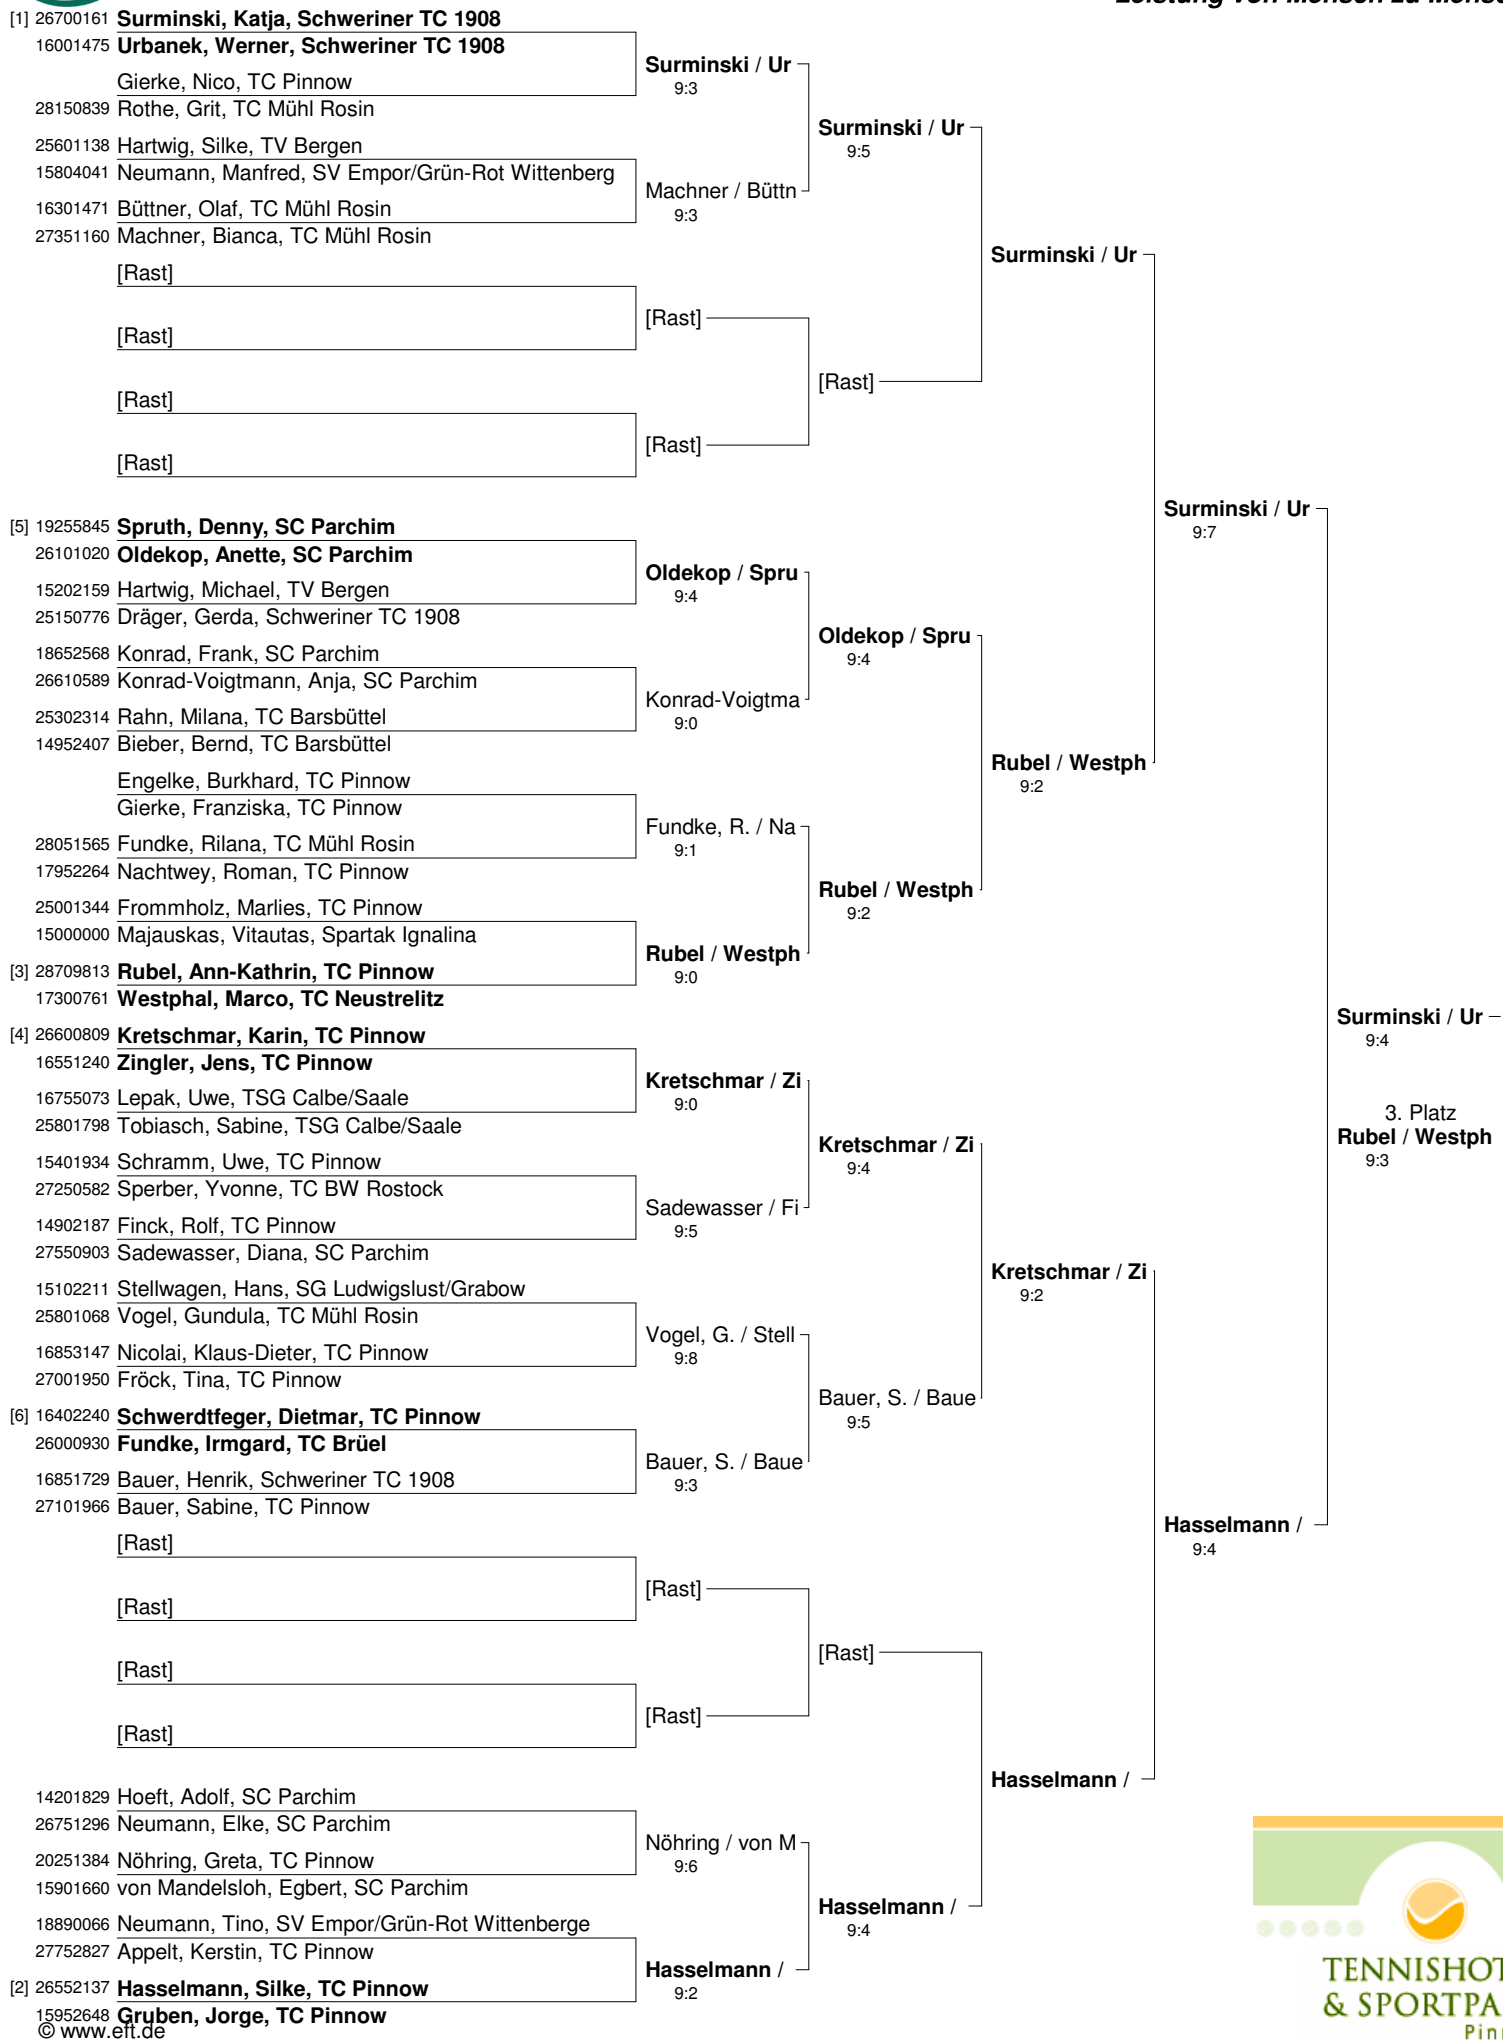 [1] 26700161 Surminski, Katja, Schweriner TC 1908
16001475 Urbanek, Werner, Schweriner TC 1908
Surminski / Ur
9:3
Gierke, Nico, TC Pinnow
28150839 Rothe, Grit, TC Mühl Rosin
Surminski / Ur
9:5
25601138 Hartwig, Silke, TV Bergen
15804041 Neumann, Manfred, SV Empor/Grün-Rot Wittenberg
Machner / Büttn
9:3
16301471 Büttner, Olaf, TC Mühl Rosin
27351160 Machner, Bianca, TC Mühl Rosin
Surminski / Ur
[Rast]
[Rast]
[Rast]
[Rast]
[Rast]
[Rast]
[Rast]
Surminski / Ur
9:7
[5] 19255845 Spruth, Denny, SC Parchim
26101020 Oldekop, Anette, SC Parchim
Oldekop / Spru
9:4
15202159 Hartwig, Michael, TV Bergen
25150776 Dräger, Gerda, Schweriner TC 1908
Oldekop / Spru
9:4
18652568 Konrad, Frank, SC Parchim
26610589 Konrad-Voigtmann, Anja, SC Parchim
Konrad-Voigtma
9:0
25302314 Rahn, Milana, TC Barsbüttel
14952407 Bieber, Bernd, TC Barsbüttel
Rubel / Westph
9:2
Engelke, Burkhard, TC Pinnow
Gierke, Franziska, TC Pinnow
Fundke, R. / Na
9:1
28051565 Fundke, Rilana, TC Mühl Rosin
17952264 Nachtwey, Roman, TC Pinnow
Rubel / Westph
9:2
25001344 Frommholz, Marlies, TC Pinnow
15000000 Majauskas, Vitautas, Spartak Ignalina
Rubel / Westph
9:0
[3] 28709813 Rubel, Ann-Kathrin, TC Pinnow
17300761 Westphal, Marco, TC Neustrelitz
Surminski / Ur
9:4
3. Platz
Rubel / Westph
9:3
[4] 26600809 Kretschmar, Karin, TC Pinnow
16551240 Zingler, Jens, TC Pinnow
Kretschmar / Zi
9:0
16755073 Lepak, Uwe, TSG Calbe/Saale
25801798 Tobiasch, Sabine, TSG Calbe/Saale
Kretschmar / Zi
9:4
15401934 Schramm, Uwe, TC Pinnow
27250582 Sperber, Yvonne, TC BW Rostock
Sadewasser / Fi
9:5
14902187 Finck, Rolf, TC Pinnow
27550903 Sadewasser, Diana, SC Parchim
Kretschmar / Zi
9:2
15102211 Stellwagen, Hans, SG Ludwigslust/Grabow
25801068 Vogel, Gundula, TC Mühl Rosin
Vogel, G. / Stell
9:8
16853147 Nicolai, Klaus-Dieter, TC Pinnow
27001950 Fröck, Tina, TC Pinnow
Bauer, S. / Baue
9:5
[6] 16402240 Schwerdtfeger, Dietmar, TC Pinnow
26000930 Fundke, Irmgard, TC Brüel
Bauer, S. / Baue
9:3
16851729 Bauer, Henrik, Schweriner TC 1908
27101966 Bauer, Sabine, TC Pinnow
Hasselmann /
9:4
[Rast]
[Rast]
[Rast]
[Rast]
[Rast]
[Rast]
[Rast]
Hasselmann /
14201829 Hoeft, Adolf, SC Parchim
26751296 Neumann, Elke, SC Parchim
Nöhring / von M
9:6
20251384 Nöhring, Greta, TC Pinnow
15901660 von Mandelsloh, Egbert, SC Parchim
Hasselmann /
9:4
18890066 Neumann, Tino, SV Empor/Grün-Rot Wittenberge
27752827 Appelt, Kerstin, TC Pinnow
Hasselmann /
9:2
[2] 26552137 Hasselmann, Silke, TC Pinnow
15952648 Gruben, Jorge, TC Pinnow
© www.eft.de
TENNISHOT
& SPORTPA